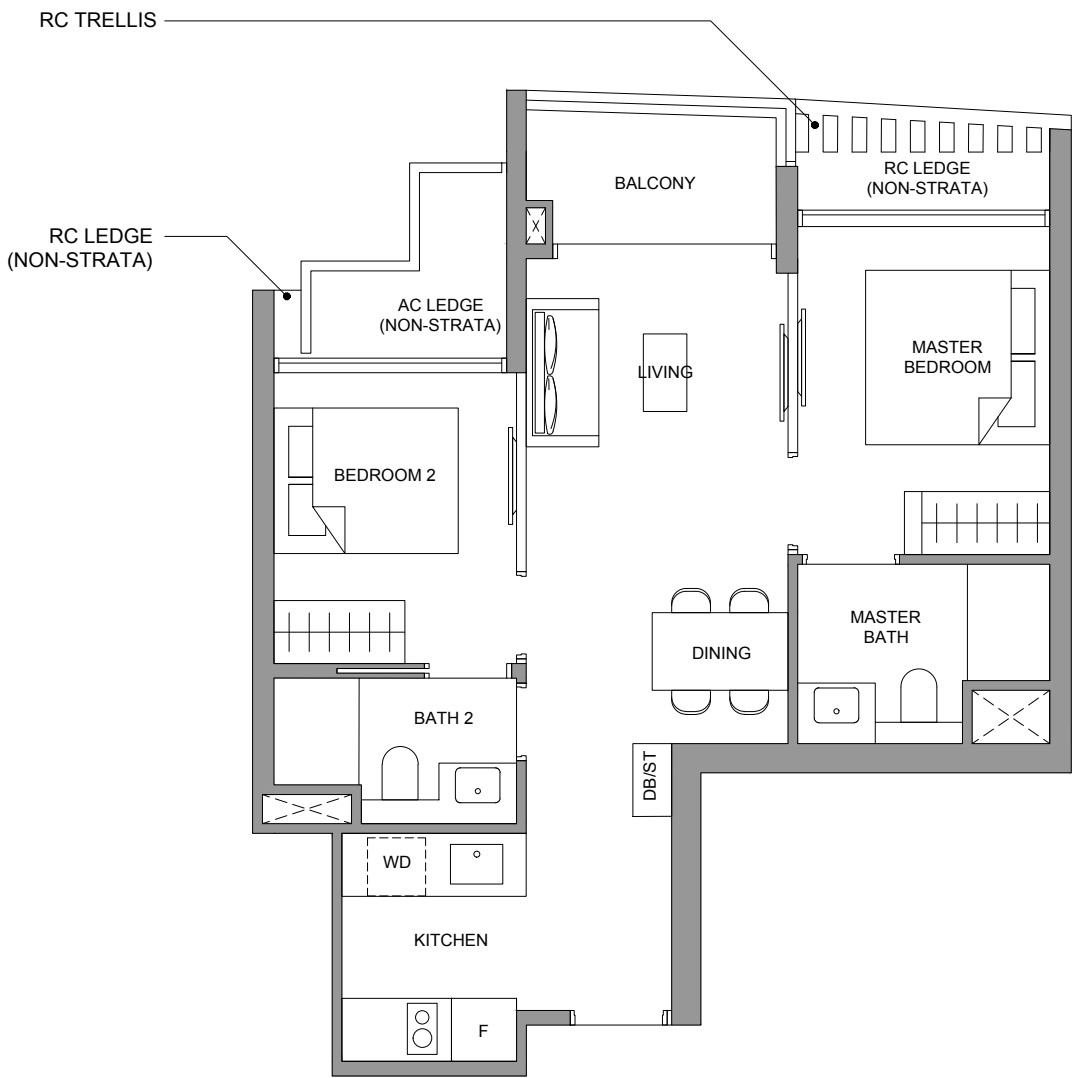 RC TRELLIS
BALCONY
RC LEDGE
(NON-STRATA)
RC LEDGE
(NON-STRATA)
AC LEDGE
(NON-STRATA)
LIVING
MASTER
BEDROOM
BEDROOM 2
MASTER
BATH
DINING
BATH 2
DB/ST
WD
KITCHEN
F